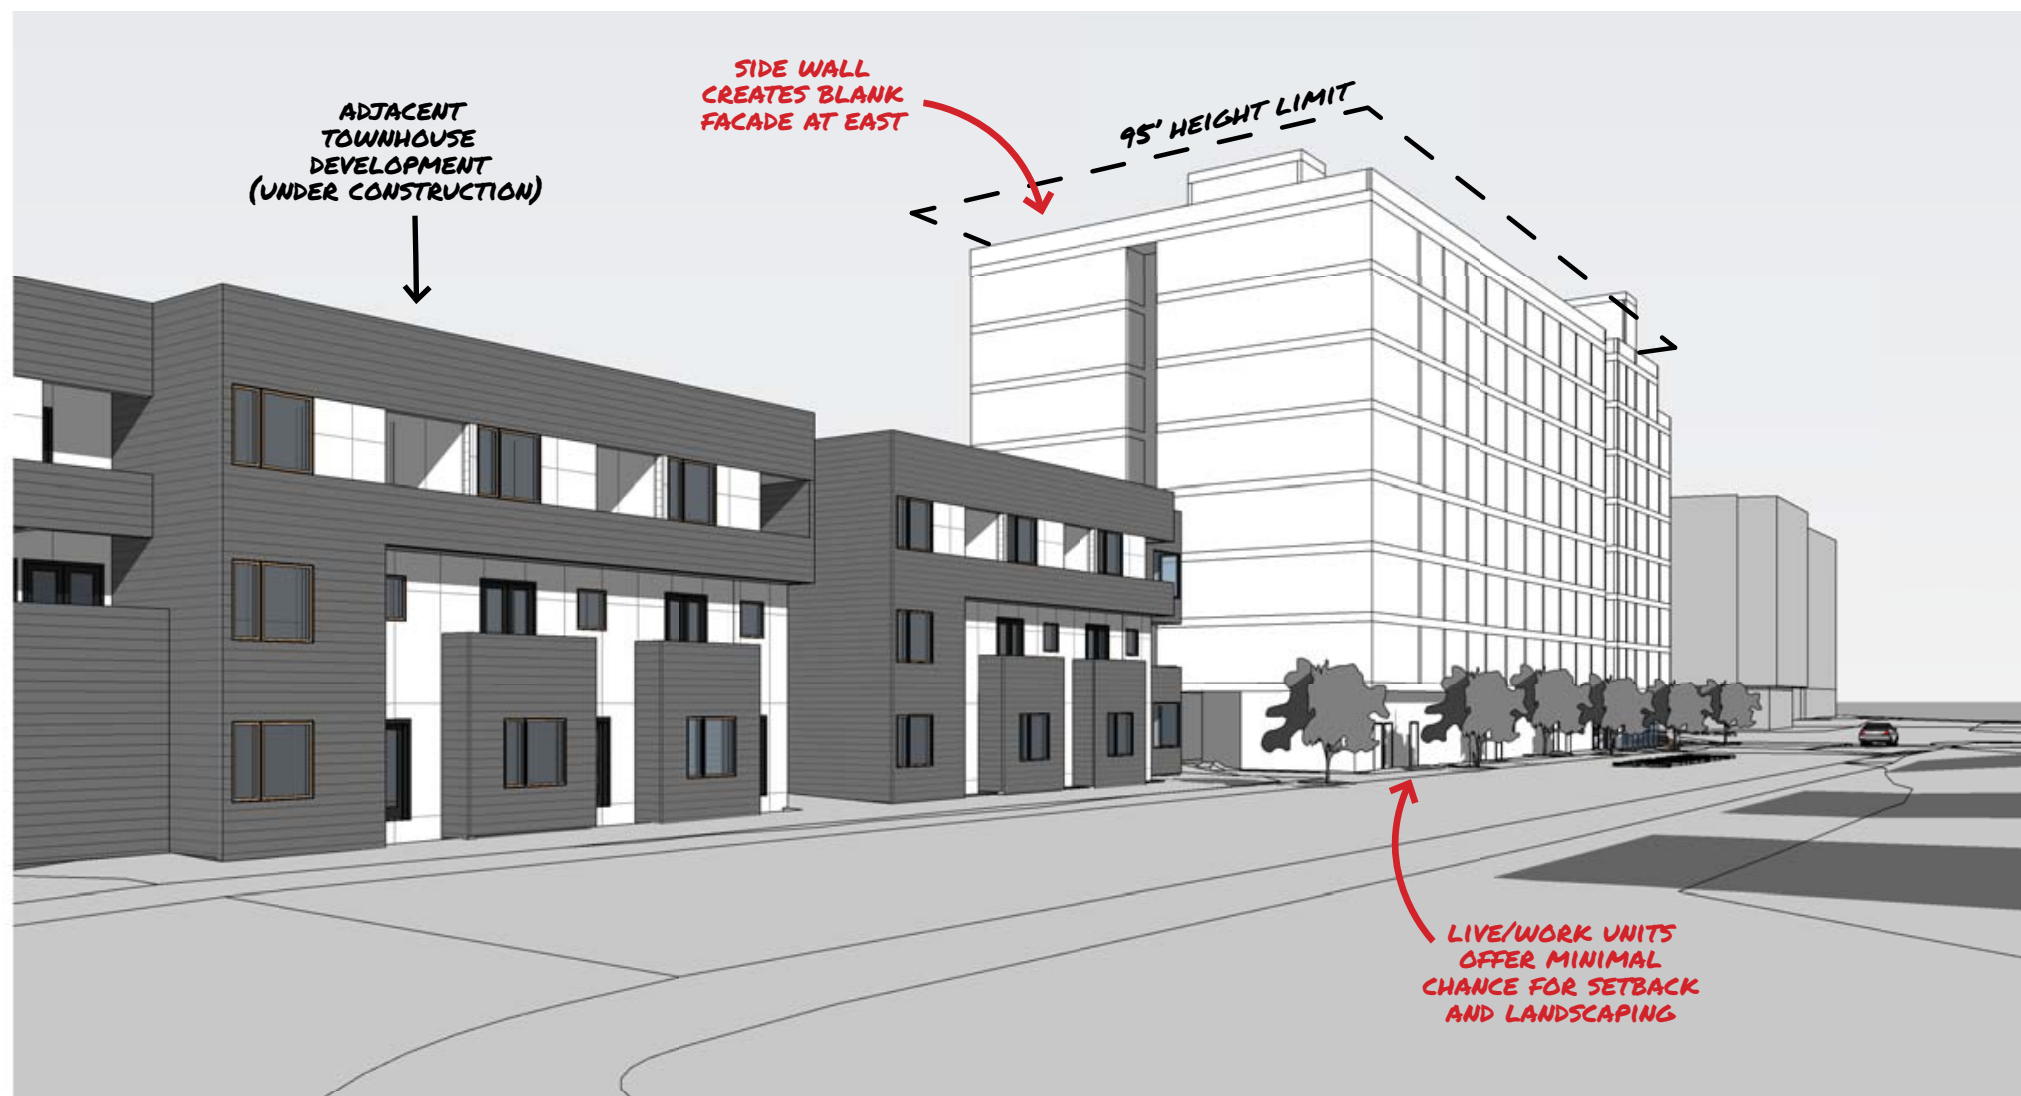 SIDE WALL
CREATES BLANK
FACADE AT EAST
95' HEIGHT LIMIT
ADJACENT
TOWNHOUSE
DEVELOPMENT
(UNDER CONSTRUCTION)
LIVE/WORK UNITS
OFFER MINIMAL
CHANCE FOR SETBACK
AND LANDSCAPING